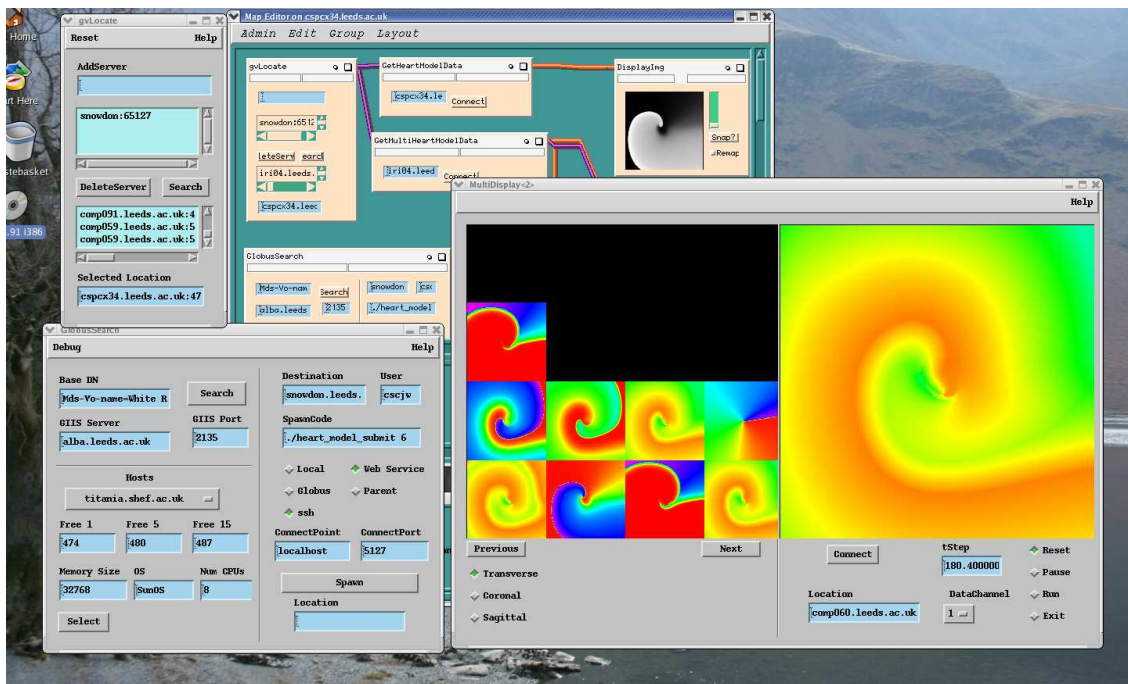 Home
art Here
stebasket
.91 i386
gvLocate
Reset Help
AddServer
snowdon:65127
DeleteServer Search
comp091.leeds.ac.uk:4
comp059.leeds.ac.uk:5
comp059.leeds.ac.uk:5
Selected Location
cspcx34.leeds.ac.uk:47
Map Editor on cspcx34.leeds.ac.uk
Admin Edit Group Layout
gvLocate
snowdon:6512
leteServ earcl
iri04.leeds.
cspcx34.leec
GetHeartModelData
cspcx34.le Connect
GetMultiHeartModelData
iri04.leed Connect
DisplayImg
Snap?
Remap
GlobusSearch
Mds-Vo-nam Search snowdon csc
alba.leeds 2135 ./heart_model
GlobusSearch
Debug Help
Base DN
Mds-Vo-name=White R
Search
GIIS Server GIIS Port
alba.leeds.ac.uk 2135
Hosts
titania.shef.ac.uk
Free 1 Free 5 Free 15
474 480 487
Memory Size OS Num CPUs
32768 SunOS 8
Select
Destination User
snowdon.leeds. cscjw
SpawnCode
./heart_model_submit 6
Local Web Service
Globus Parent
ssh
ConnectPoint ConnectPort
localhost 5127
Spawn
Location
MultiDisplay<2>
Help
Previous Next
Transverse
Coronal
Sagittal
Connect
tStep
180.400000
Location DataChannel
comp060.leeds.ac.uk 1
Reset
Pause
Run
Exit